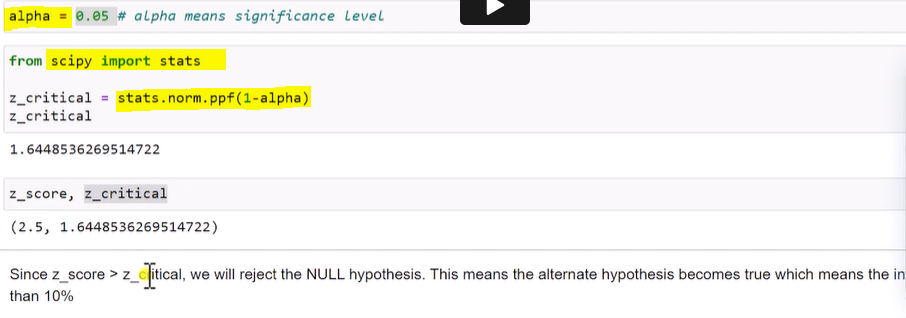 alpha = 0.05 # alpha means significance level
from scipy import stats
z_critical = stats.norm.ppf(1-alpha)
z_critical
1.6448536269514722
z_score, z_critical
(2.5, 1.6448536269514722)
Since z_score > z_critical, we will reject the NULL hypothesis. This means the alternate hypothesis becomes true which means the in
than 10%